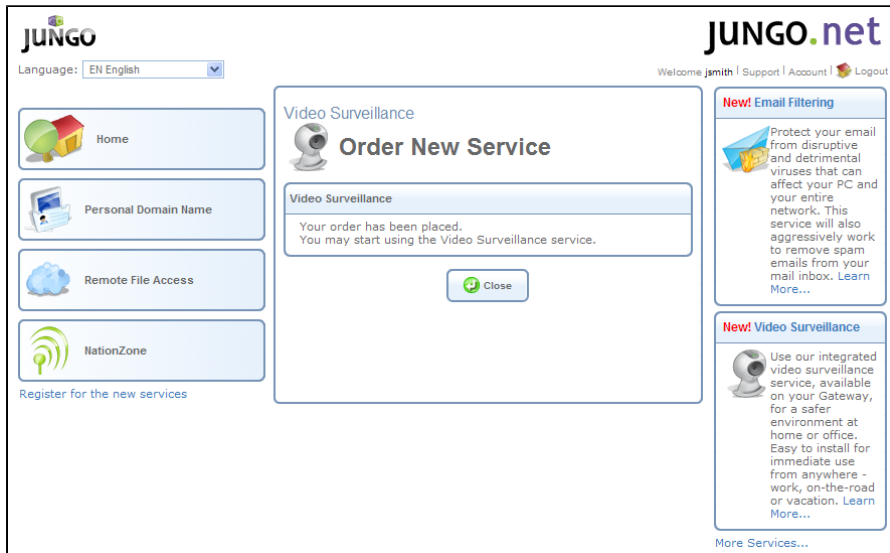 JUNGO
JUNGO.net
Language: EN English
Welcome jsmith | Support | Account | Logout
Home
Personal Domain Name
Remote File Access
NationZone
Register for the new services
Video Surveillance
Order New Service
Video Surveillance
Your order has been placed.
You may start using the Video Surveillance service.
Close
New! Email Filtering
Protect your email
from disruptive
and detrimental
viruses that can
affect your PC and
your entire
network. This
service will also
aggressively work
to remove spam
emails from your
mail inbox. Learn
More...
New! Video Surveillance
Use our integrated
video surveillance
service, available
on your Gateway,
for a safer
environment at
home or office.
Easy to install for
immediate use
from anywhere -
work, on-the-road
or vacation. Learn
More...
More Services...